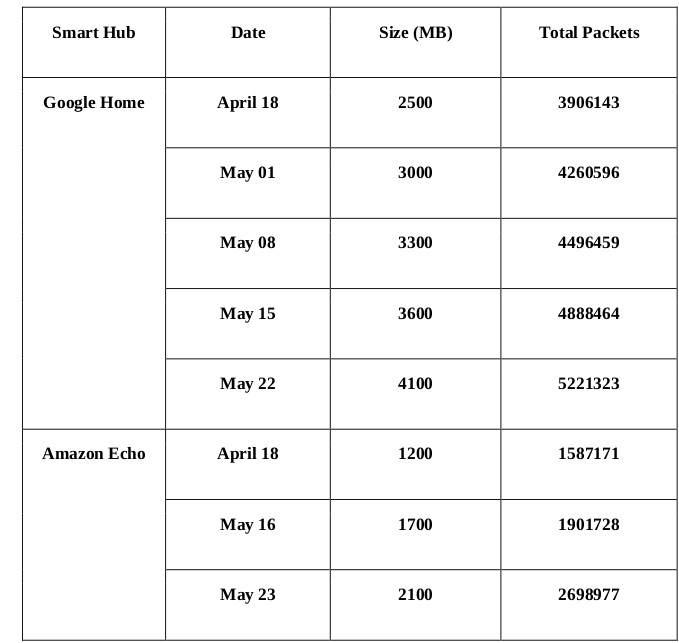 Smart Hub Date Size (MB) Total Packets
Google Home April 18 2500 3906143
May 01 3000 4260596
May 08 3300 4496459
May 15 3600 4888464
May 22 4100 5221323
Amazon Echo April 18 1200 1587171
May 16 1700 1901728
May 23 2100 2698977